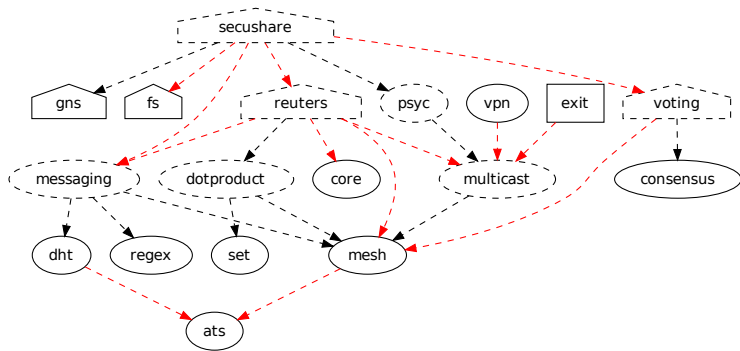 secushare
gns
fs
reuters
psyc
vpn
exit
voting
messaging
dotproduct
core
multicast
consensus
dht
regex
set
mesh
ats